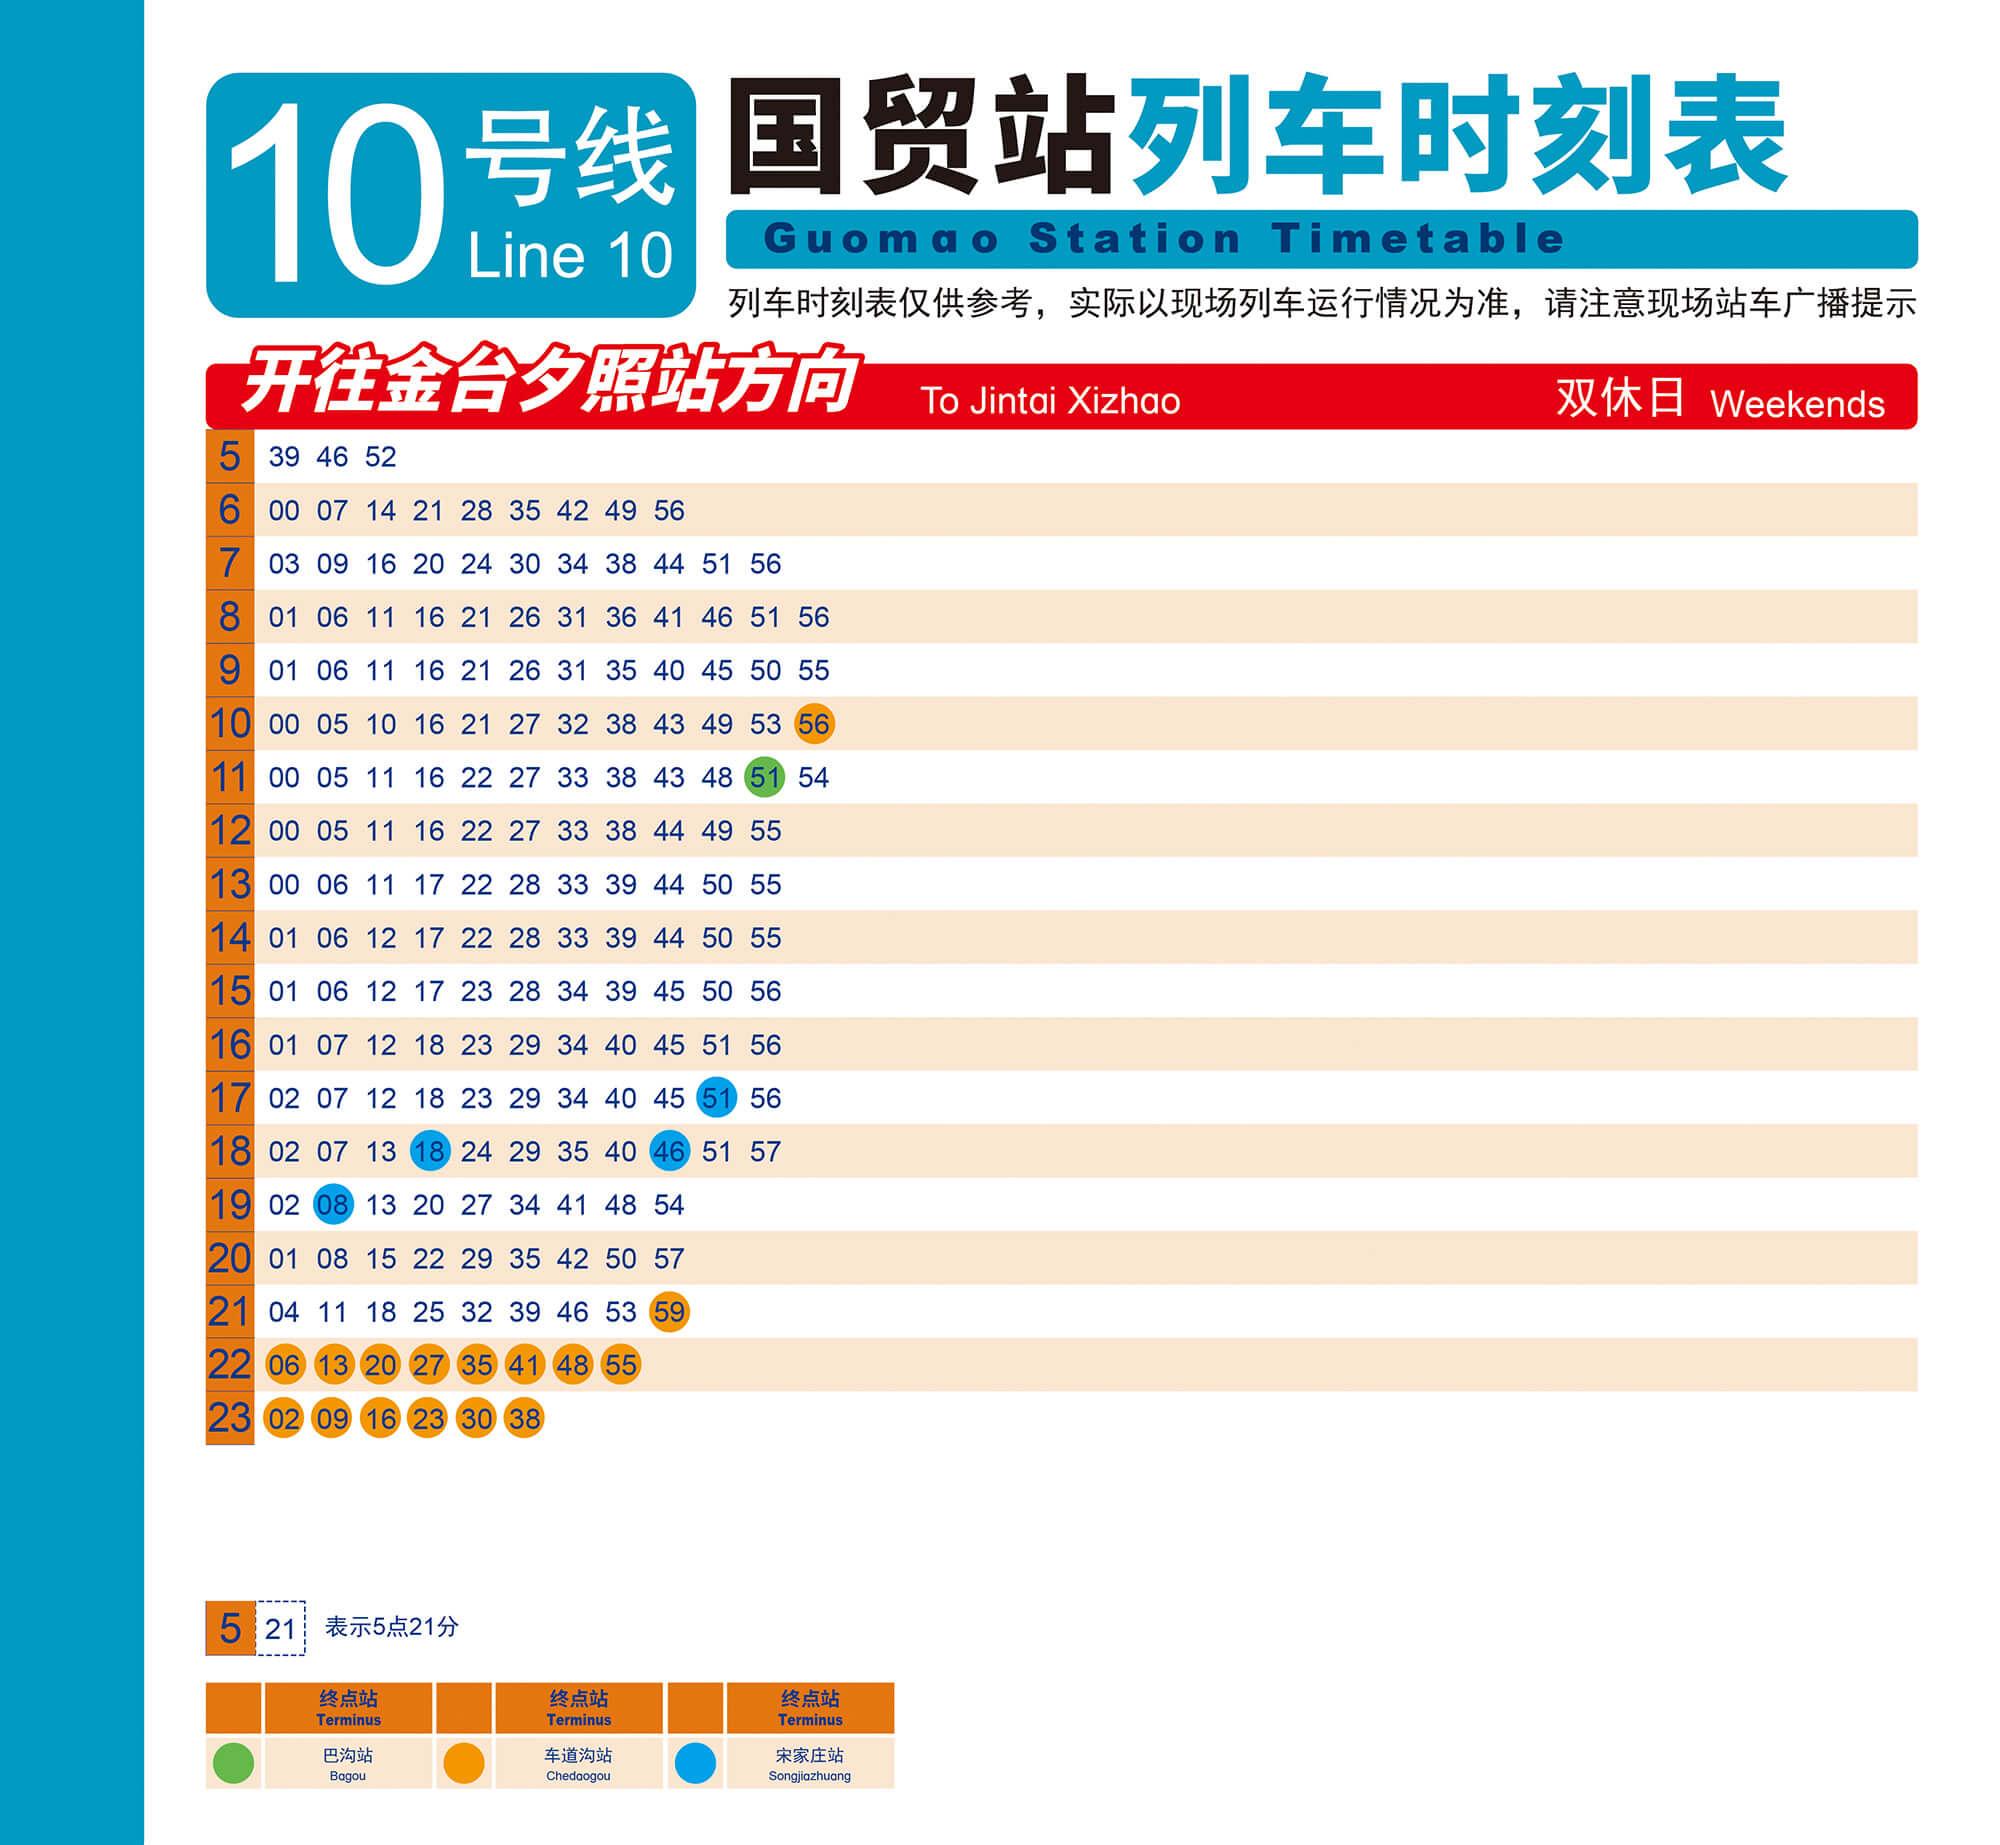 10号线
Line 10
国贸站列车时刻表
Guomao Station Timetable
列车时刻表仅供参考，实际以现场列车运行情况为准，请注意现场站车广播提示
开往金台夕照站方向 To Jintai Xizhao 双休日 Weekends
5 39 46 52
6 00 07 14 21 28 35 42 49 56
7 03 09 16 20 24 30 34 38 44 51 56
8 01 06 11 16 21 26 31 36 41 46 51 56
9 01 06 11 16 21 26 31 35 40 45 50 55
10 00 05 10 16 21 27 32 38 43 49 53 56
11 00 05 11 16 22 27 33 38 43 48 51 54
12 00 05 11 16 22 27 33 38 44 49 55
13 00 06 11 17 22 28 33 39 44 50 55
14 01 06 12 17 22 28 33 39 44 50 55
15 01 06 12 17 23 28 34 39 45 50 56
16 01 07 12 18 23 29 34 40 45 51 56
17 02 07 12 18 23 29 34 40 45 51 56
18 02 07 13 18 24 29 35 40 46 51 57
19 02 08 13 20 27 34 41 48 54
20 01 08 15 22 29 35 42 50 57
21 04 11 18 25 32 39 46 53 59
22 06 13 20 27 35 41 48 55
23 02 09 16 23 30 38
5 21 表示5点21分
终点站 终点站 终点站
Terminus Terminus Terminus
巴沟站 车道沟站 宋家庄站
Bagou Chedaogou Songjiazhuang